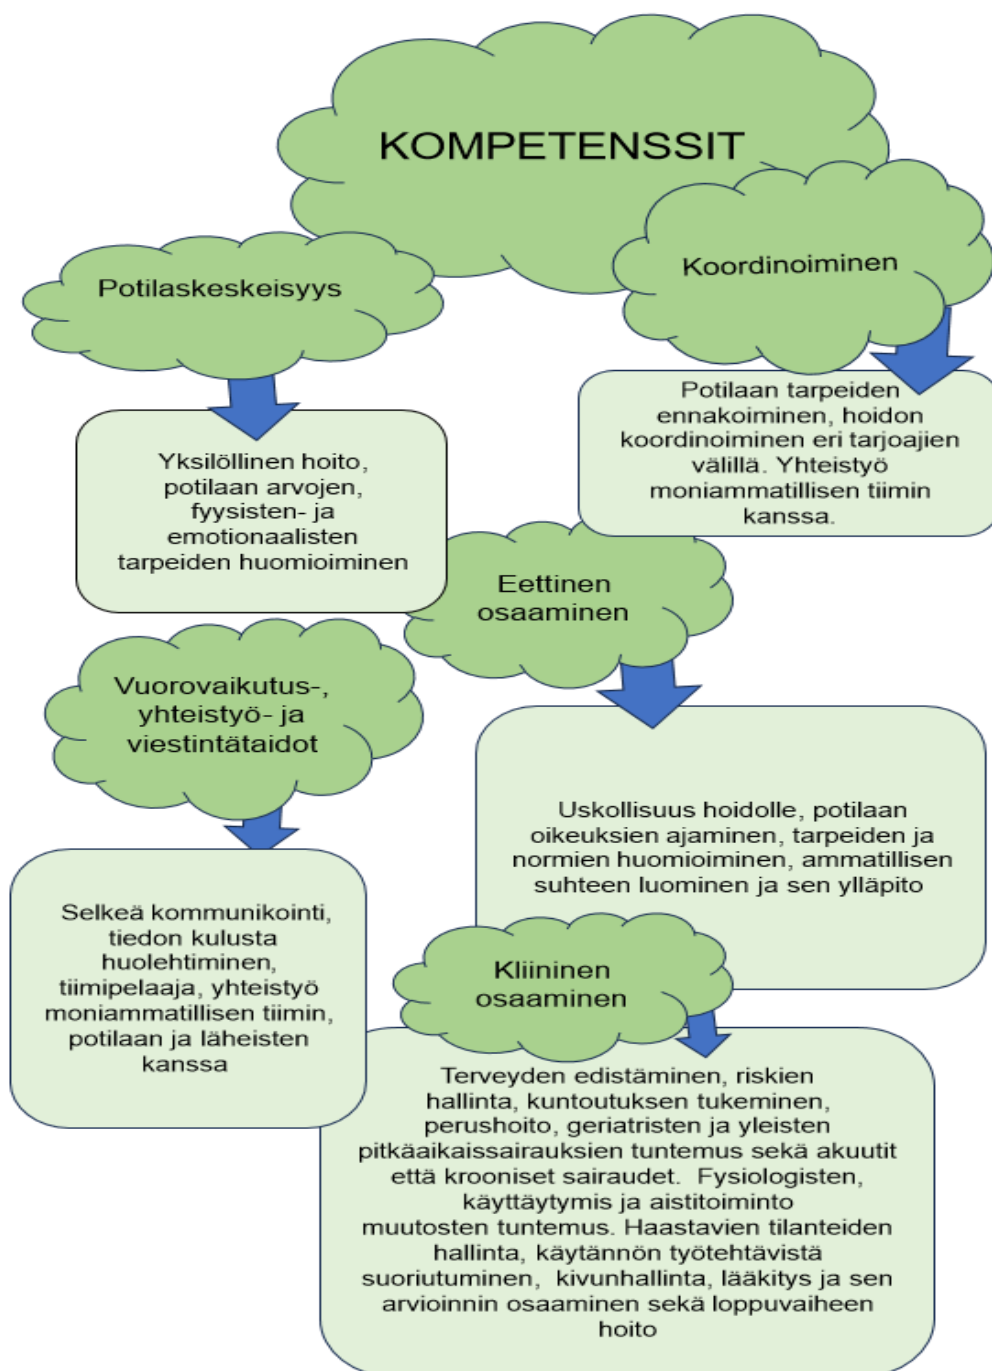 KOMPETENSSIT
Potilaskeskeisyys
Koordinoiminen
Yksilöllinen hoito,
potilaan arvojen,
fyysisten- ja
emotionaalisten
tarpeiden huomioiminen
Potilaan tarpeiden
ennakoiminen, hoidon
koordinoiminen eri tarjoajien
välillä. Yhteistyö
moniammatillisen tiimin
kanssa.
Eettinen
osaaminen
Vuorovaikutus-,
yhteistyö- ja
viestintätaidot
Uskollisuus hoidolle, potilaan
oikeuksien ajaminen, tarpeiden ja
normien huomioiminen, ammatillisen
suhteen luominen ja sen ylläpito
Selkeä kommunikointi,
tiedon kulusta
huolehtiminen,
tiimipelaaja, yhteistyö
moniammatillisen tiimin,
potilaan ja läheisten
kanssa
Kliininen
osaaminen
Terveyden edistäminen, riskien
hallinta, kuntoutuksen tukeminen,
perushoito, geriatristen ja yleisten
pitkäaikaissairauksien tuntemus sekä akuutit
että krooniset sairaudet.  Fysiologisten,
käyttäytymis ja aistitoiminto
muutosten tuntemus. Haastavien tilanteiden
hallinta, käytännön työtehtävistä
suoriutuminen,  kivunhallinta, lääkitys ja sen
arvioinnin osaaminen sekä loppuvaiheen
hoito